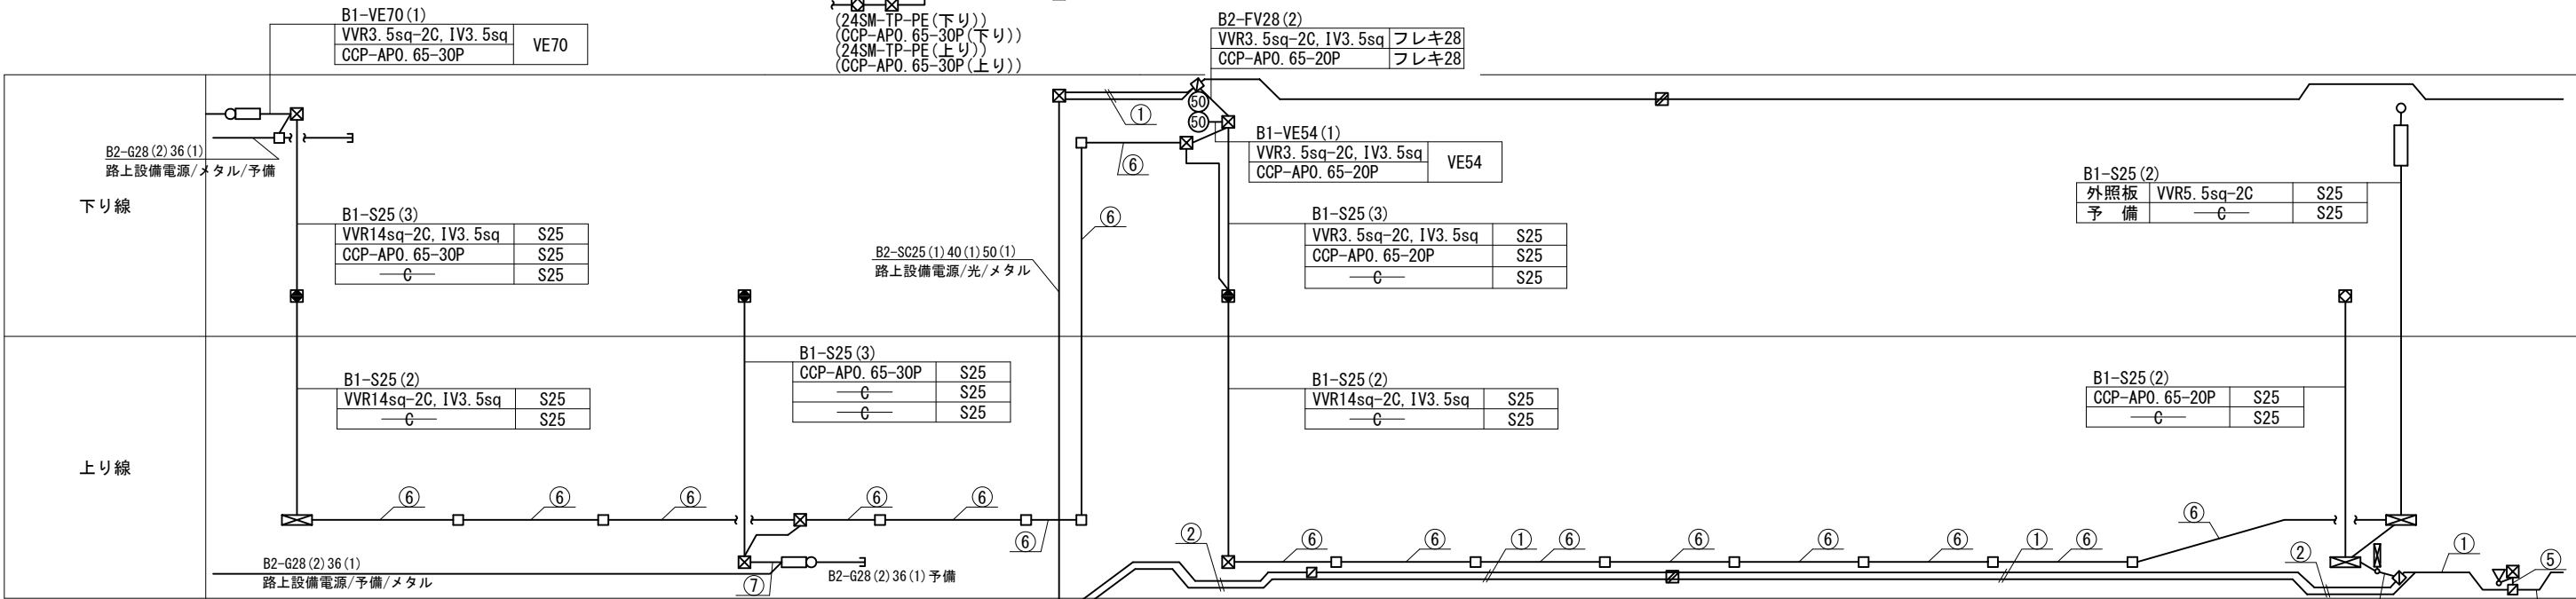 B1-VE70(1)
VVR3.5sq-2C, IV3.5sq
VE70
CCP-AP0.65-30P
(24SM-TP-PE(下り))
(CCP-AP0.65-30P(下り))
(24SM-TP-PE(上り))
(CCP-AP0.65-30P(上り))
B2-FV28(2)
VVR3.5sq-2C, IV3.5sq フレキ28
CCP-AP0.65-20P フレキ28
下り線
B2-G28(2)36(1)
路上設備電源/メタル/予備
①
50
50
⑥
B1-VE54(1)
VVR3.5sq-2C, IV3.5sq
VE54
CCP-AP0.65-20P
B1-S25(2)
外照板 VVR5.5sq-2C S25
予 備 C S25
B1-S25(3)
VVR14sq-2C, IV3.5sq S25
CCP-AP0.65-30P S25
C S25
⑥
B2-SC25(1)40(1)50(1)
路上設備電源/光/メタル
B1-S25(3)
VVR3.5sq-2C, IV3.5sq S25
CCP-AP0.65-20P S25
C S25
上り線
B1-S25(2)
VVR14sq-2C, IV3.5sq S25
C S25
B1-S25(3)
CCP-AP0.65-30P S25
C S25
C S25
B1-S25(2)
VVR14sq-2C, IV3.5sq S25
C S25
B1-S25(2)
CCP-AP0.65-20P S25
C S25
⑥ ⑥ ⑥ ⑥ ⑥ ⑥
② ⑥ ⑥ ① ⑥ ⑥ ⑥ ⑥ ① ⑥ ⑥ ② ① ⑤
B2-G28(2)36(1)
路上設備電源/予備/メタル
⑦
B2-G28(2)36(1)予備